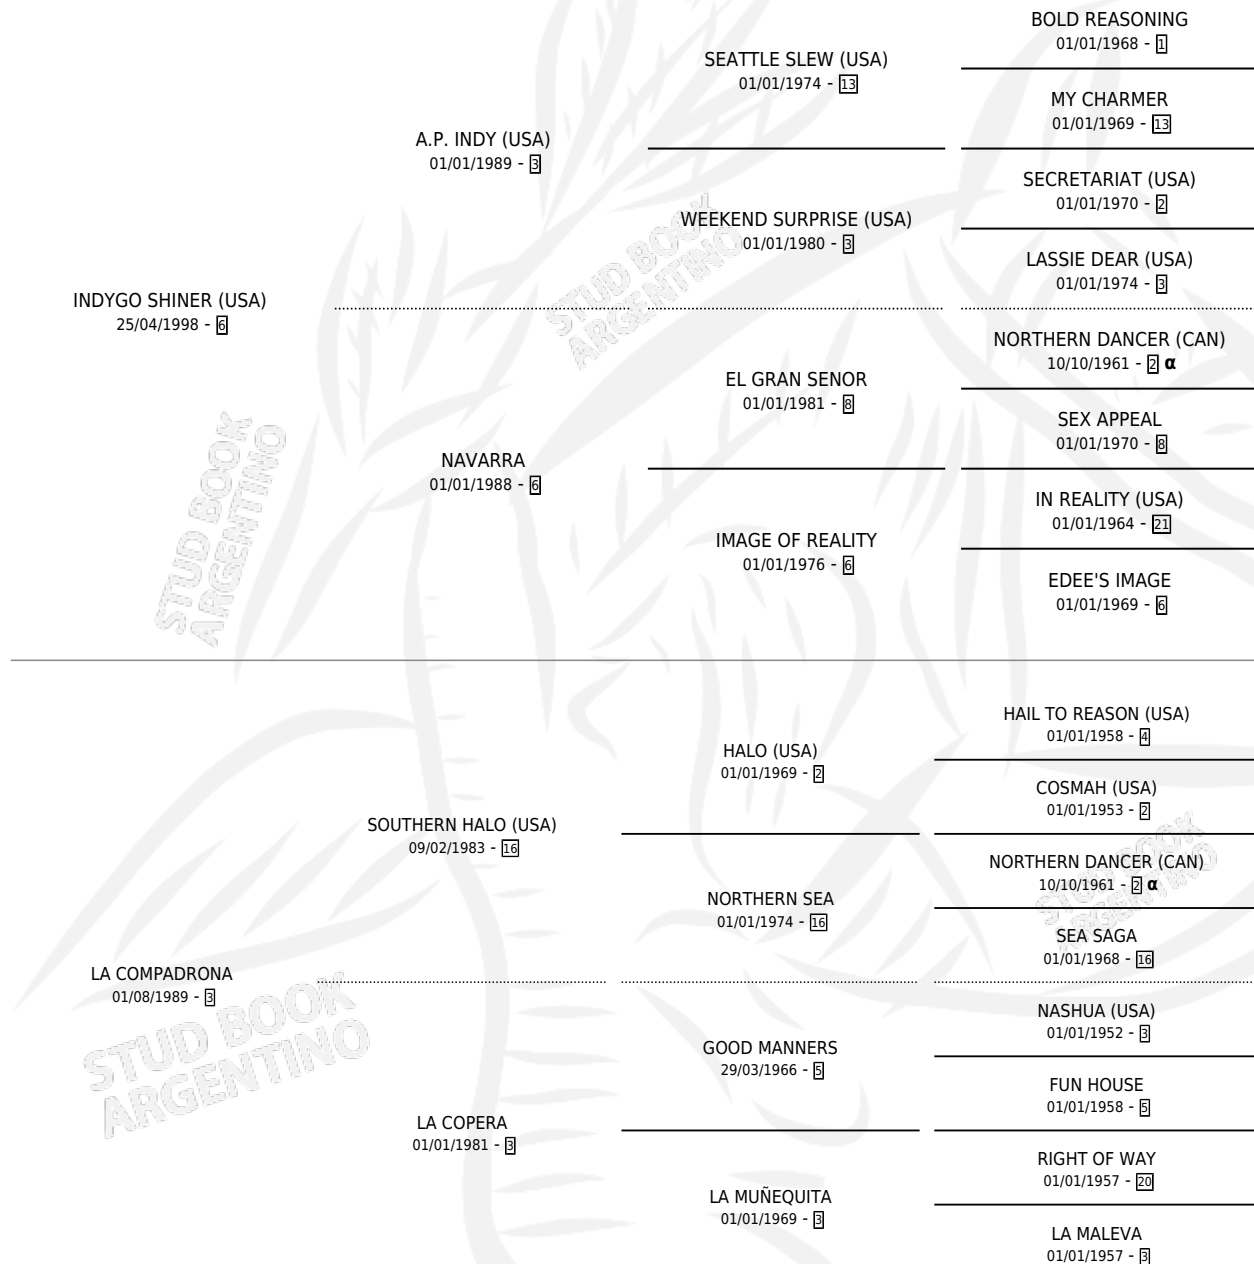 BOLD REASONING
01/01/1968 - 1
SEATTLE SLEW (USA)
01/01/1974 - 13
MY CHARMER
01/01/1969 - 13
A.P. INDY (USA)
01/01/1989 - 3
SECRETARIAT (USA)
01/01/1970 - 2
WEEKEND SURPRISE (USA)
01/01/1980 - 3
LASSIE DEAR (USA)
01/01/1974 - 3
INDYGO SHINER (USA)
25/04/1998 - 6
NORTHERN DANCER (CAN)
10/10/1961 - 2 α
EL GRAN SENOR
01/01/1981 - 8
SEX APPEAL
01/01/1970 - 8
NAVARRA
01/01/1988 - 6
IN REALITY (USA)
01/01/1964 - 21
IMAGE OF REALITY
01/01/1976 - 6
EDEE'S IMAGE
01/01/1969 - 6
HAIL TO REASON (USA)
01/01/1958 - 4
HALO (USA)
01/01/1969 - 2
COSMAH (USA)
01/01/1953 - 2
SOUTHERN HALO (USA)
09/02/1983 - 16
NORTHERN DANCER (CAN)
10/10/1961 - 2 α
NORTHERN SEA
01/01/1974 - 16
SEA SAGA
01/01/1968 - 16
LA COMPADRONA
01/08/1989 - 3
NASHUA (USA)
01/01/1952 - 3
GOOD MANNERS
29/03/1966 - 5
FUN HOUSE
01/01/1958 - 5
LA COPERA
01/01/1981 - 3
RIGHT OF WAY
01/01/1957 - 20
LA MUÑEQUITA
01/01/1969 - 3
LA MALEVA
01/01/1957 - 3
STUD BOOK
ARGENTINO
STUD BOOK
ARGENTINO
STUD BOOK
ARGENTINO
STUD BOOK
ARGENTINO